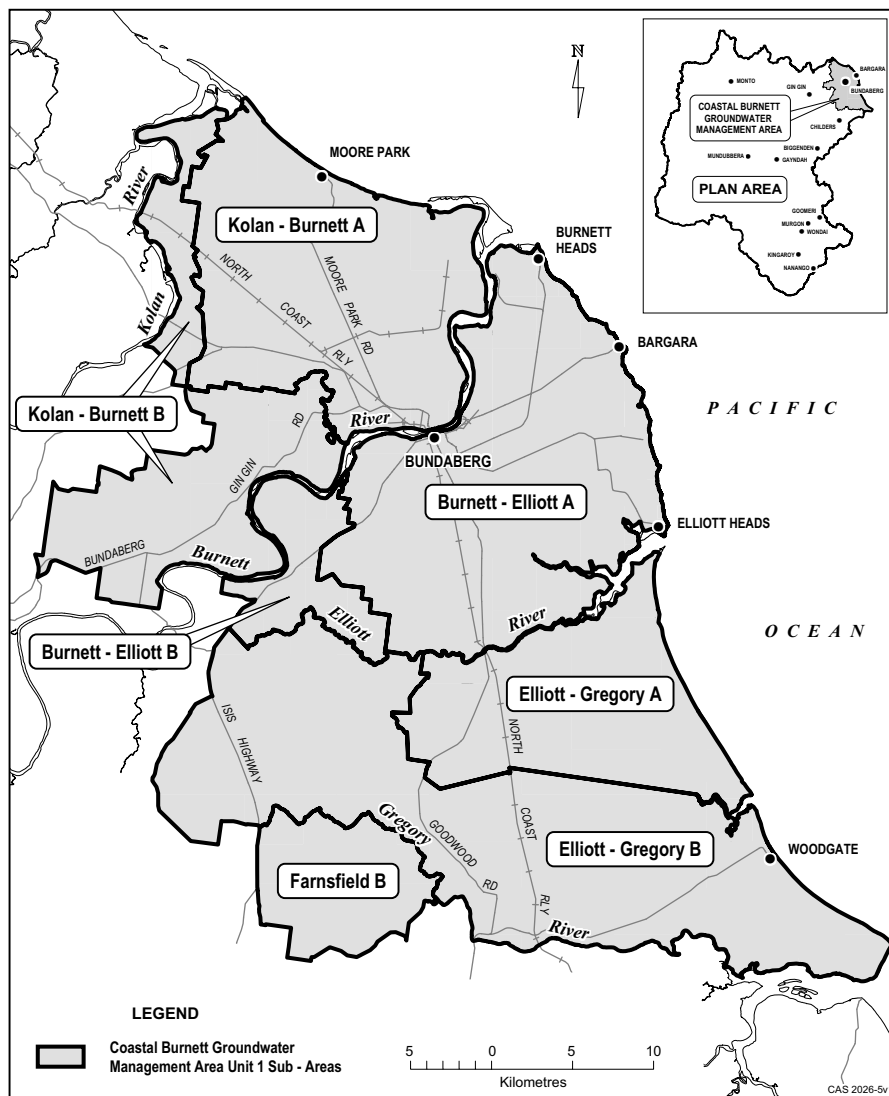 N
MOORE PARK
River
Kolan - Burnett A
BURNETT
HEADS
NORTH
COAST
RLY
MOORE PARK RD
Kolan
BARGARA
Kolan - Burnett B
River
GIN GIN
RD
BUNDABERG
PACIFIC
Burnett - Elliott A
ELLIOTT HEADS
BUNDABERG
Burnett
Elliott
River
OCEAN
Burnett - Elliott B
Elliott - Gregory A
ISIS
HIGHWAY
NORTH
COAST
RLY
Gregory
GOODWOOD
RD
Elliott - Gregory B
WOODGATE
Farnsfield B
River
BARGARA
MONTO
GIN GIN
BUNDABERG
COASTAL BURNETT
GROUNDWATER
MANAGEMENT AREA
CHILDERS
BIGGENDEN
MUNDUBBERA
GAYNDAH
PLAN AREA
GOOMERI
MURGON
WONDAI
KINGAROY
NANANGO
LEGEND
Coastal Burnett Groundwater
Management Area Unit 1 Sub - Areas
5 0 5 10
Kilometres
CAS 2026-5v